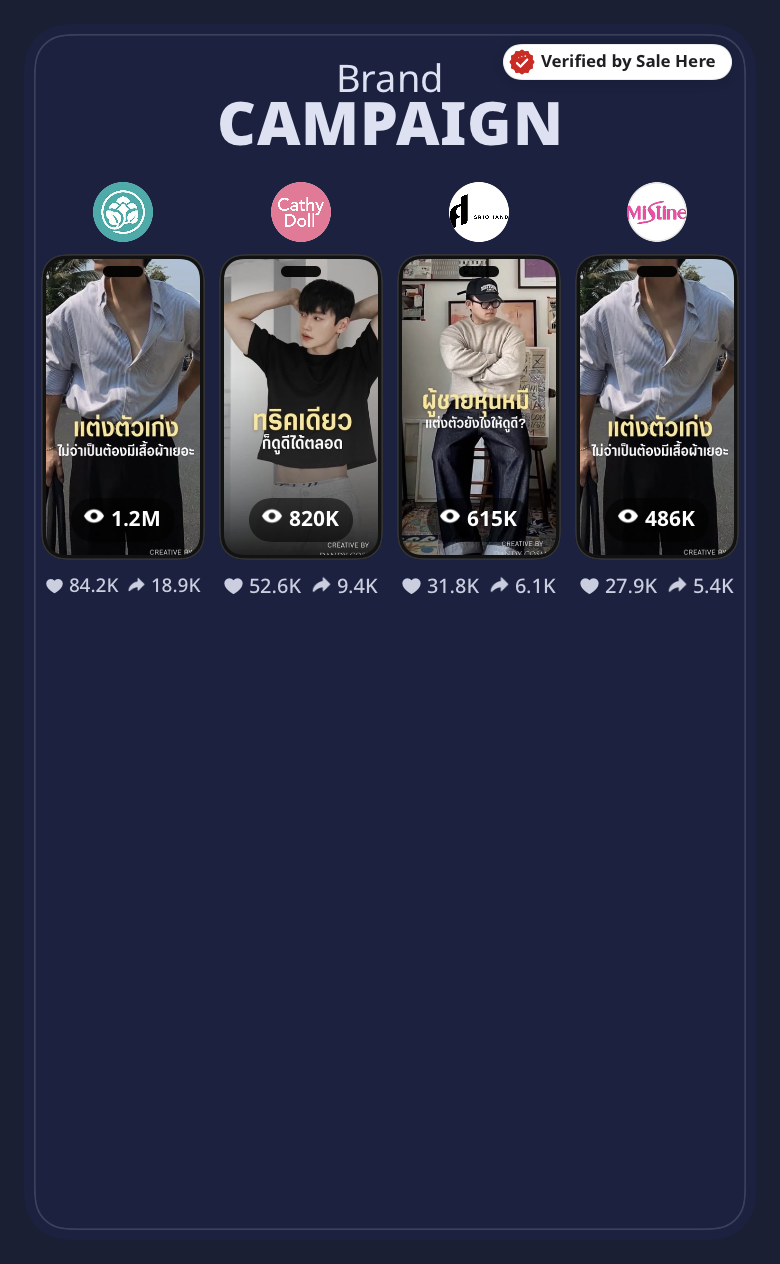 Verified by Sale Here
Brand
CAMPAIGN
Cathy
Doll
Mistine
แต่งตัวเก่ง
ไม่จำเป็นต้องมีเสื้อผ้าเยอะ
1.2M
84.2K 18.9K
ทริคเดียว
ก็ดูดีได้ตลอด
820K
CREATIVE BY
52.6K 9.4K
ผู้ชายหุ่นหมี
แต่งตัวยังไงให้ดูดี?
615K
CREATIVE BY
31.8K 6.1K
แต่งตัวเก่ง
ไม่จำเป็นต้องมีเสื้อผ้าเยอะ
486K
CREATIVE BY
27.9K 5.4K